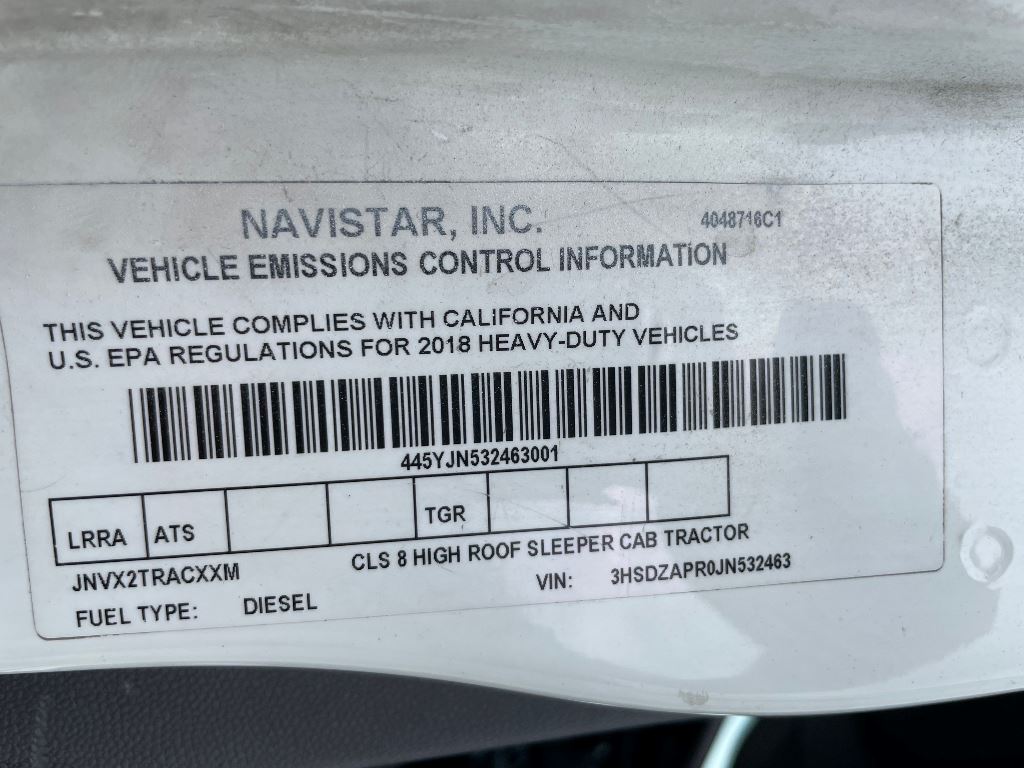 NAVISTAR, INC.
4048716C1
VEHICLE EMISSIONS CONTROL INFORMATION
THIS VEHICLE COMPLIES WITH CALIFORNIA AND
U.S. EPA REGULATIONS FOR 2018 HEAVY-DUTY VEHICLES
445YJN532463001
LRRA ATS TGR
JNVX2TRACXXM CLS 8 HIGH ROOF SLEEPER CAB TRACTOR
FUEL TYPE: DIESEL VIN: 3HSDZAPR0JN532463